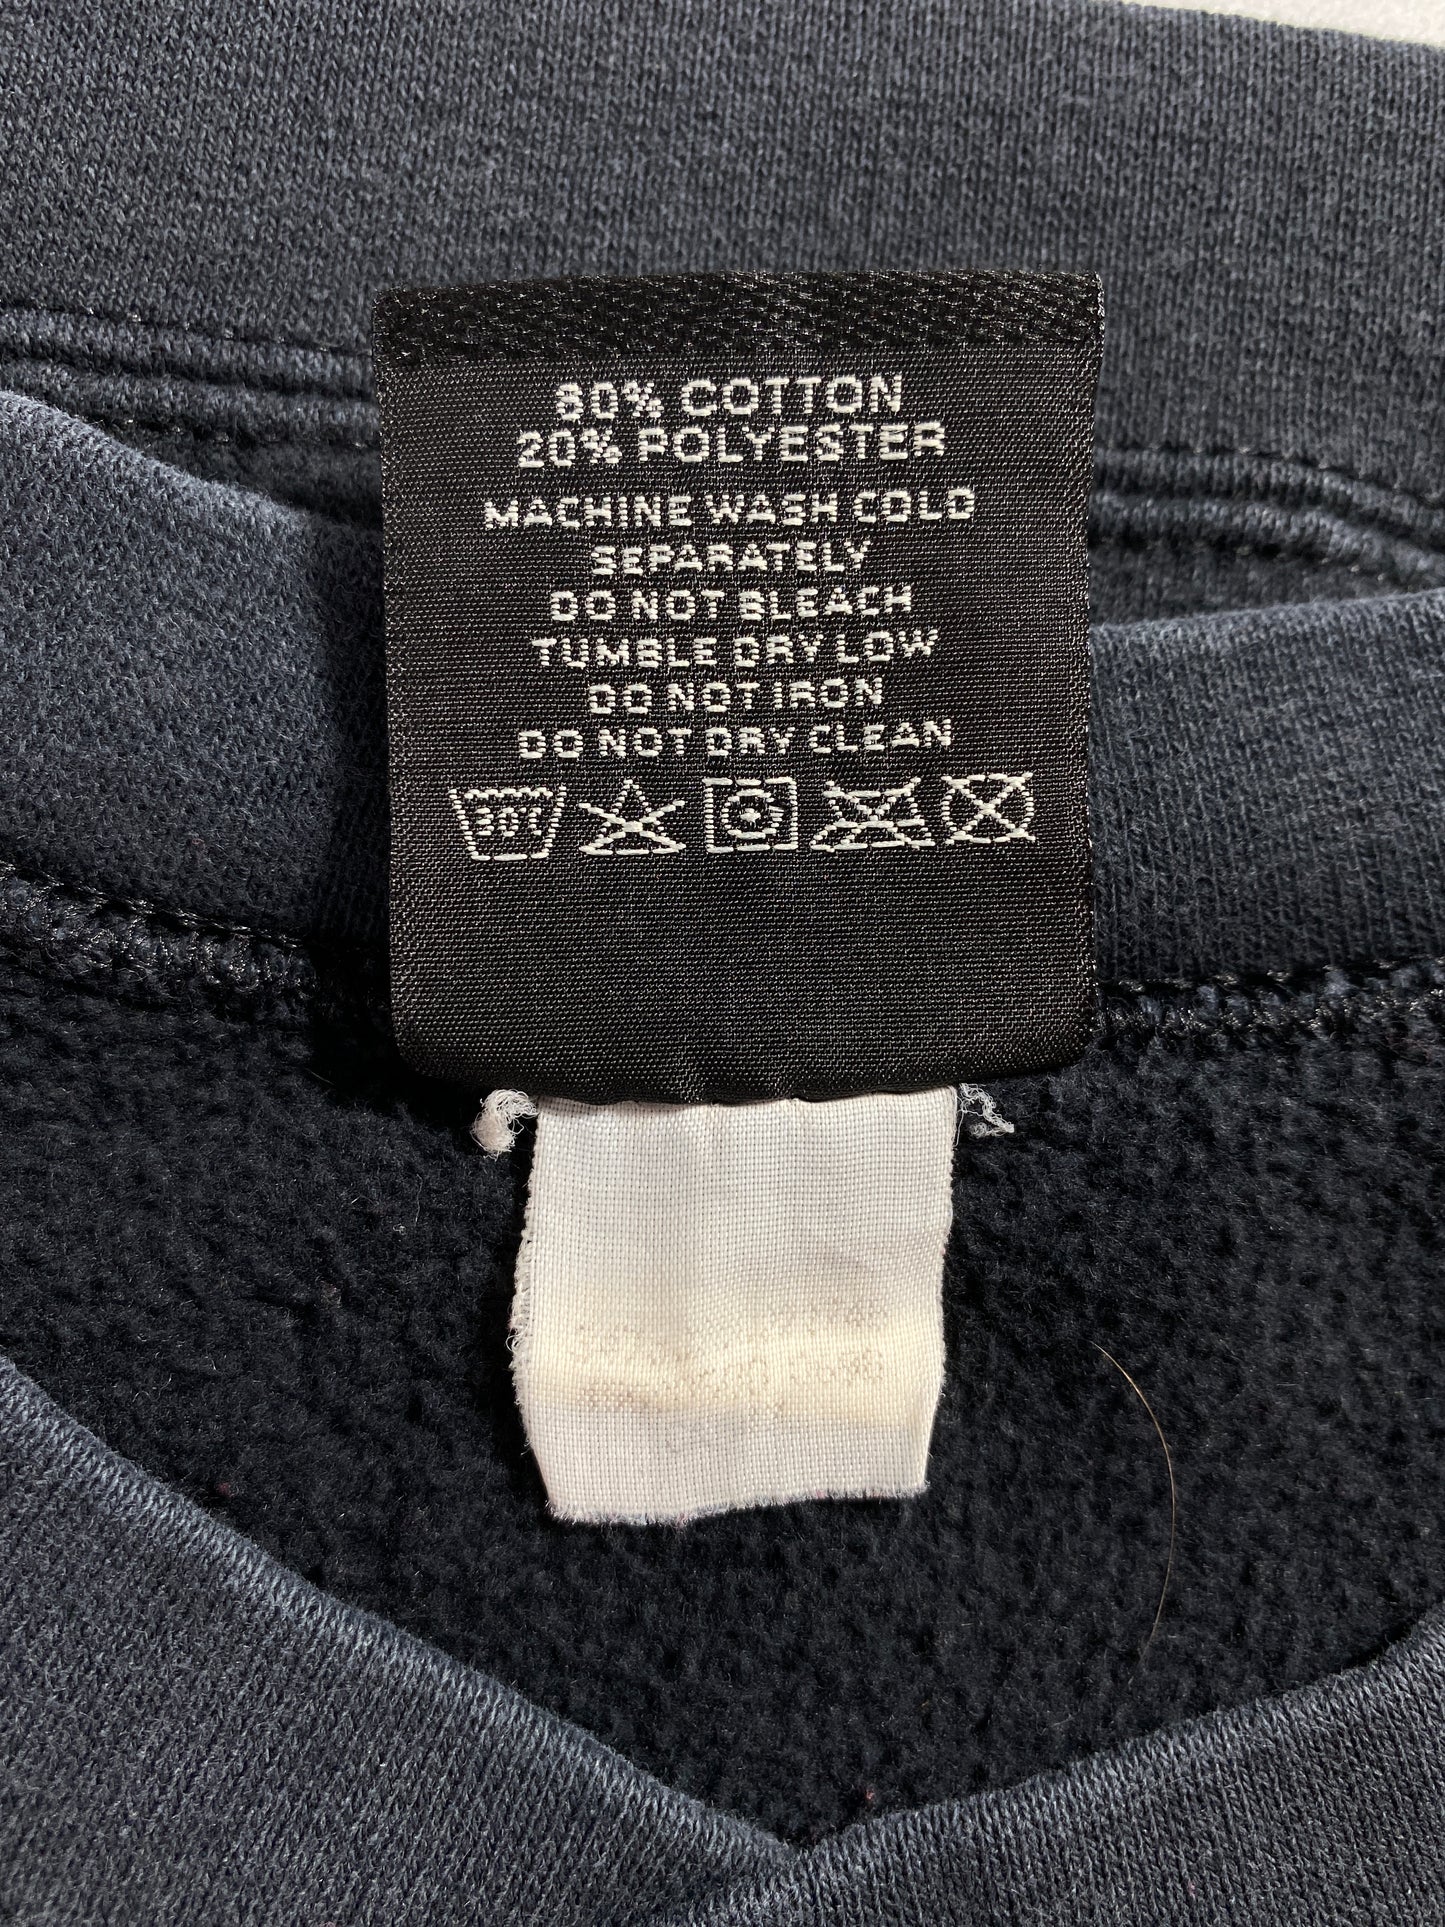 80% COTTON
20% POLYESTER
MACHINE WASH COLD
SEPARATELY
DO NOT BLEACH
TUMBLE DRY LOW
DO NOT IRON
DO NOT DRY CLEAN
30°